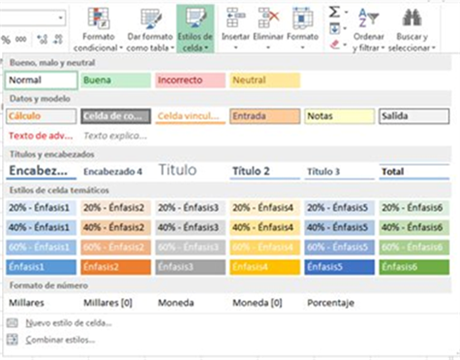 % 000
Formato condicional
Dar formato como tabla
Estilos de celda
Insertar Eliminar Formato
Ordenar y filtrar
Buscar y seleccionar
Bueno, malo y neutral
Normal Buena Incorrecto Neutral
Datos y modelo
Cálculo Celda de co... Celda vincul... Entrada Notas Salida
Texto de adv... Texto explica...
Títulos y encabezados
Encabez... Encabezado 4 Título Título 2 Título 3 Total
Estilos de celda temáticos
20% - Énfasis1 20% - Énfasis2 20% - Énfasis3 20% - Énfasis4 20% - Énfasis5 20% - Énfasis6
40% - Énfasis1 40% - Énfasis2 40% - Énfasis3 40% - Énfasis4 40% - Énfasis5 40% - Énfasis6
60% - Énfasis1 60% - Énfasis2 60% - Énfasis3 60% - Énfasis4 60% - Énfasis5 60% - Énfasis6
Énfasis1 Énfasis2 Énfasis3 Énfasis4 Énfasis5 Énfasis6
Formato de número
Millares Millares [0] Moneda Moneda [0] Porcentaje
Nuevo estilo de celda...
Combinar estilos...